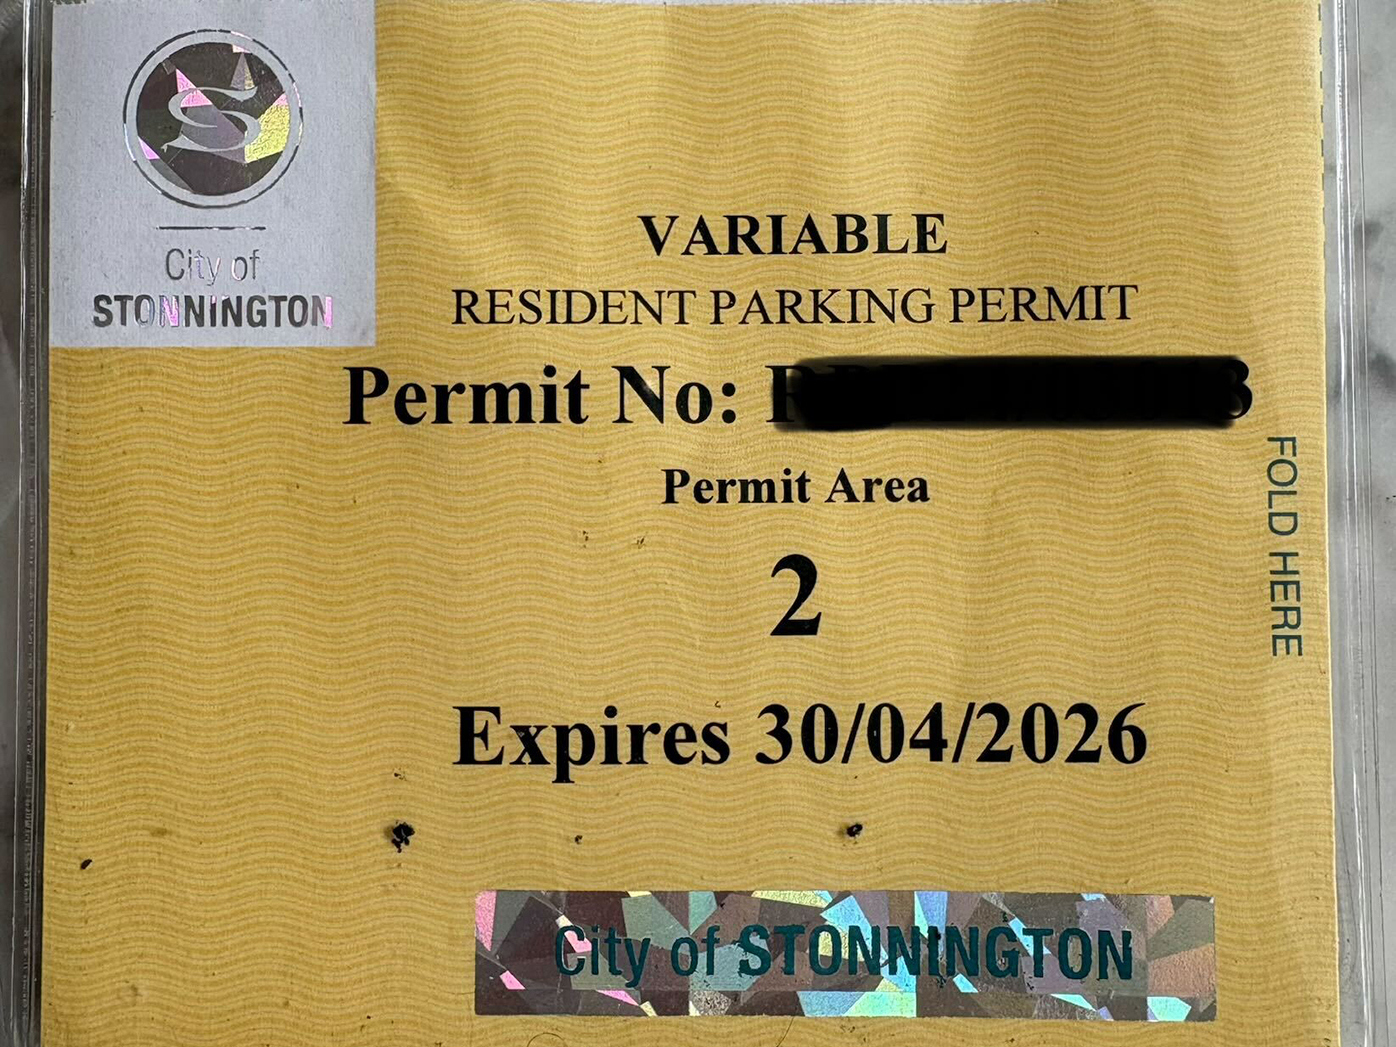 City of
STONNINGTON
VARIABLE
RESIDENT PARKING PERMIT
Permit No:
Permit Area
2
Expires 30/04/2026
FOLD HERE
City of STONNINGTON